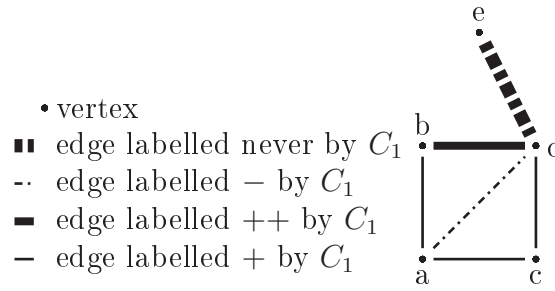 e
vertex
b
edge labelled never by C₁
edge labelled − by C₁
edge labelled ++ by C₁
edge labelled + by C₁
a
c